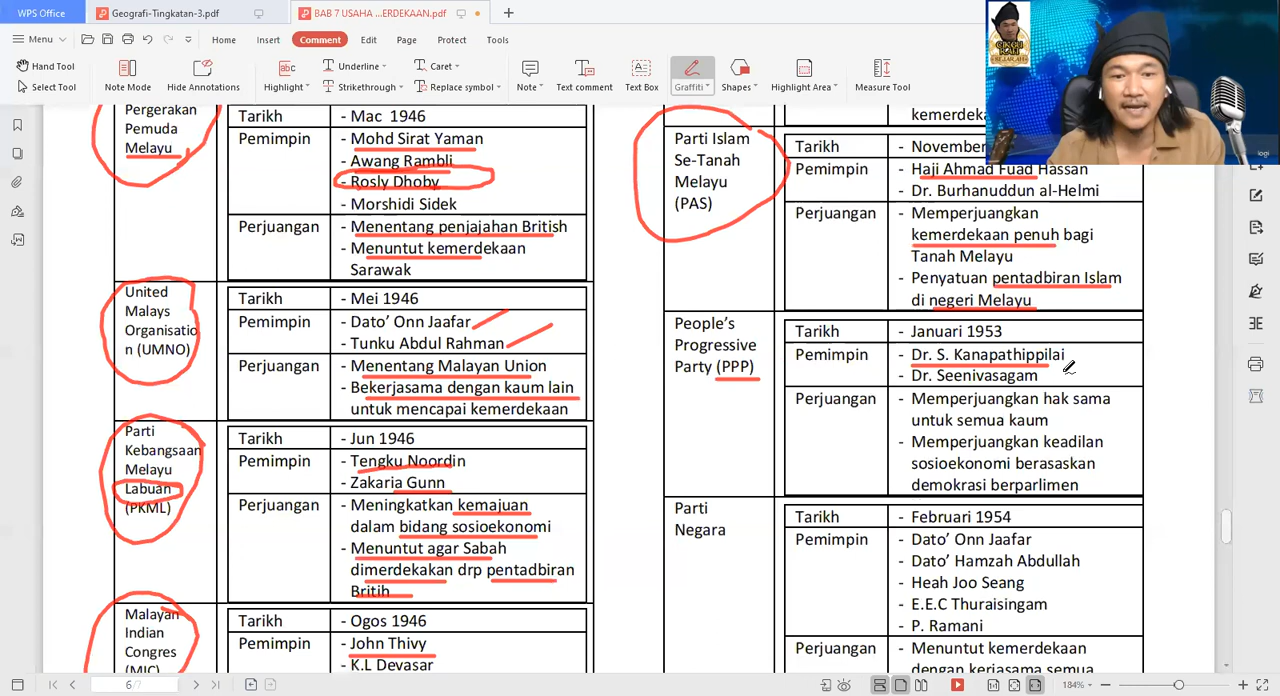 WPS Office
Geografi-Tingkatan-3.pdf
BAB 7 USAHA ...ERDEKAAN.pdf
Menu
Home
Insert
Comment
Edit
Page
Protect
Tools
Hand Tool
Select Tool
Note Mode
Hide Annotations
Highlight
Underline
Strikethrough
Caret
Replace symbol
Note
Text comment
Text Box
Graffiti
Shapes
Highlight Area
Measure Tool
Pergerakan
Pemuda
Melayu
Tarikh
- Mac 1946
Pemimpin
- Mohd Sirat Yaman
- Awang Rambli
- Rosly Dhoby
- Morshidi Sidek
Perjuangan
- Menentang penjajahan British
- Menuntut kemerdekaan
Sarawak
United
Malays
Organisatio
n (UMNO)
Tarikh
- Mei 1946
Pemimpin
- Dato' Onn Jaafar
- Tunku Abdul Rahman
Perjuangan
- Menentang Malayan Union
- Bekerjasama dengan kaum lain
untuk mencapai kemerdekaan
Parti
Kebangsaan
Melayu
Labuan
(PKML)
Tarikh
- Jun 1946
Pemimpin
- Tengku Noordin
- Zakaria Gunn
Perjuangan
- Meningkatkan kemajuan
dalam bidang sosioekonomi
- Menuntut agar Sabah
dimerdekakan drp pentadbiran
Britih
Malayan
Indian
Congres
(MIC)
Tarikh
- Ogos 1946
Pemimpin
- John Thivy
- K.L Devasar
kemerdek
Parti Islam
Se-Tanah
Melayu
(PAS)
Tarikh
- November
Pemimpin
- Haji Ahmad Fuad Hassan
- Dr. Burhanuddun al-Helmi
Perjuangan
- Memperjuangkan
kemerdekaan penuh bagi
Tanah Melayu
- Penyatuan pentadbiran Islam
di negeri Melayu
People's
Progressive
Party (PPP)
Tarikh
- Januari 1953
Pemimpin
- Dr. S. Kanapathippilai
- Dr. Seenivasagam
Perjuangan
- Memperjuangkan hak sama
untuk semua kaum
- Memperjuangkan keadilan
sosioekonomi berasaskan
demokrasi berparlimen
Parti
Negara
Tarikh
- Februari 1954
Pemimpin
- Dato' Onn Jaafar
- Dato' Hamzah Abdullah
- Heah Joo Seang
- E.E.C Thuraisingam
- P. Ramani
Perjuangan
- Menuntut kemerdekaan
dengan kerjasama semua
6/7
184%
logi